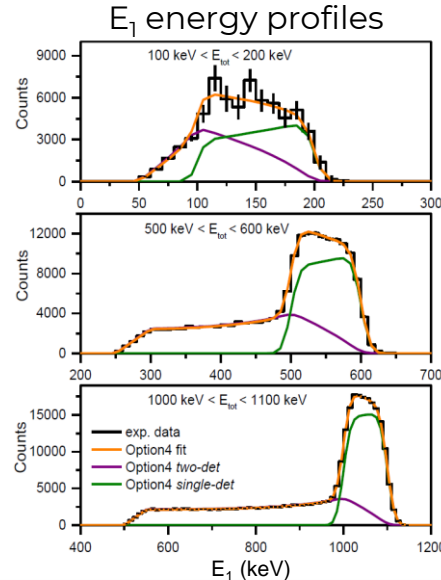 E₁ energy profiles
100 keV < E_tot < 200 keV
Counts
9000
6000
3000
0
0 50 100 150 200 250 300
500 keV < E_tot < 600 keV
Counts
12000
8000
4000
0
200 300 400 500 600 700
1000 keV < E_tot < 1100 keV
Counts
15000
10000
5000
0
exp. data
Option4 fit
Option4 two-det
Option4 single-det
400 600 800 1000 1200
E₁ (keV)